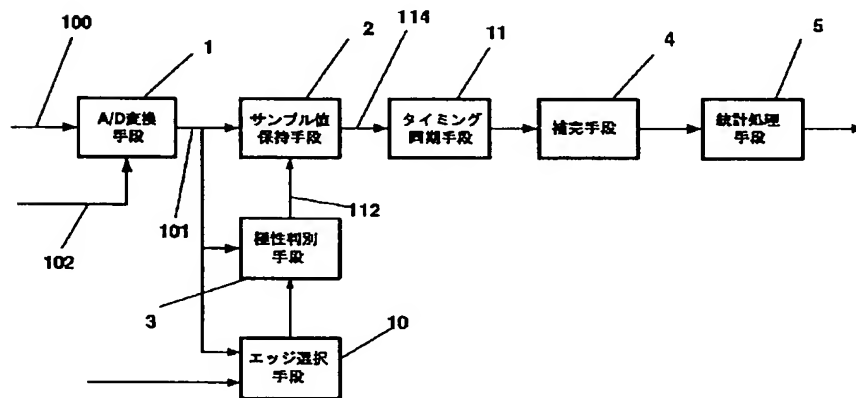 100
1
2
114
11
4
5
A/D変換
手段
サンプル値
保持手段
タイミング
同期手段
補完手段
統計処理
手段
102
101
112
極性判別
手段
3
10
エッジ選択
手段